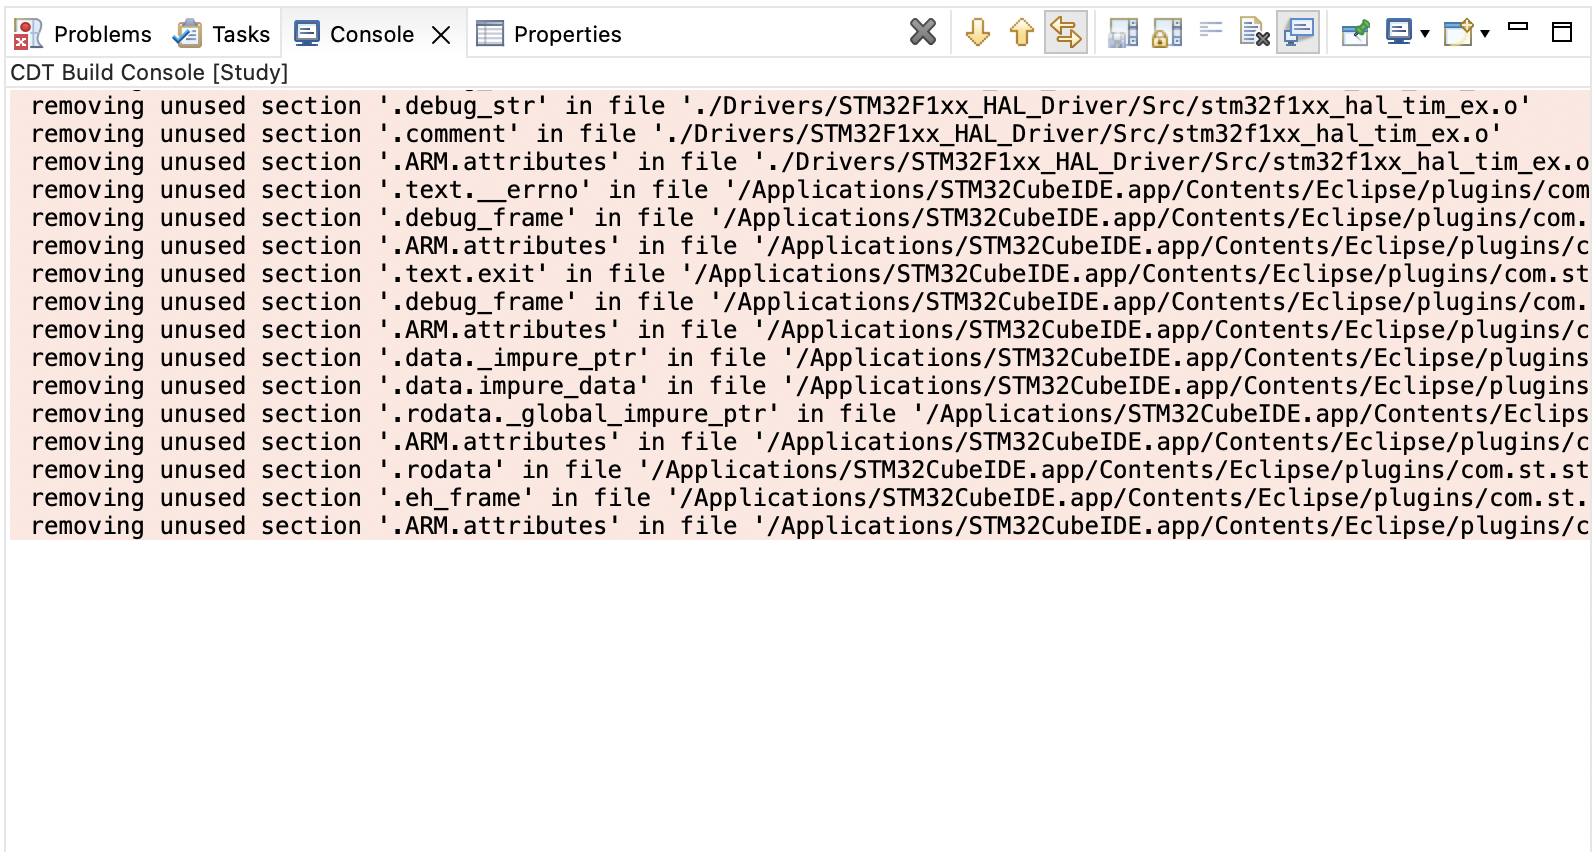 Problems Tasks Console Properties
CDT Build Console [Study]
removing unused section '.debug_str' in file './Drivers/STM32F1xx_HAL_Driver/Src/stm32f1xx_hal_tim_ex.o'
removing unused section '.comment' in file './Drivers/STM32F1xx_HAL_Driver/Src/stm32f1xx_hal_tim_ex.o'
removing unused section '.ARM.attributes' in file './Drivers/STM32F1xx_HAL_Driver/Src/stm32f1xx_hal_tim_ex.o
removing unused section '.text.__errno' in file '/Applications/STM32CubeIDE.app/Contents/Eclipse/plugins/com
removing unused section '.debug_frame' in file '/Applications/STM32CubeIDE.app/Contents/Eclipse/plugins/com.
removing unused section '.ARM.attributes' in file '/Applications/STM32CubeIDE.app/Contents/Eclipse/plugins/c
removing unused section '.text.exit' in file '/Applications/STM32CubeIDE.app/Contents/Eclipse/plugins/com.st
removing unused section '.debug_frame' in file '/Applications/STM32CubeIDE.app/Contents/Eclipse/plugins/com.
removing unused section '.ARM.attributes' in file '/Applications/STM32CubeIDE.app/Contents/Eclipse/plugins/c
removing unused section '.data._impure_ptr' in file '/Applications/STM32CubeIDE.app/Contents/Eclipse/plugins
removing unused section '.data.impure_data' in file '/Applications/STM32CubeIDE.app/Contents/Eclipse/plugins
removing unused section '.rodata._global_impure_ptr' in file '/Applications/STM32CubeIDE.app/Contents/Eclips
removing unused section '.ARM.attributes' in file '/Applications/STM32CubeIDE.app/Contents/Eclipse/plugins/c
removing unused section '.rodata' in file '/Applications/STM32CubeIDE.app/Contents/Eclipse/plugins/com.st.st
removing unused section '.eh_frame' in file '/Applications/STM32CubeIDE.app/Contents/Eclipse/plugins/com.st.
removing unused section '.ARM.attributes' in file '/Applications/STM32CubeIDE.app/Contents/Eclipse/plugins/c